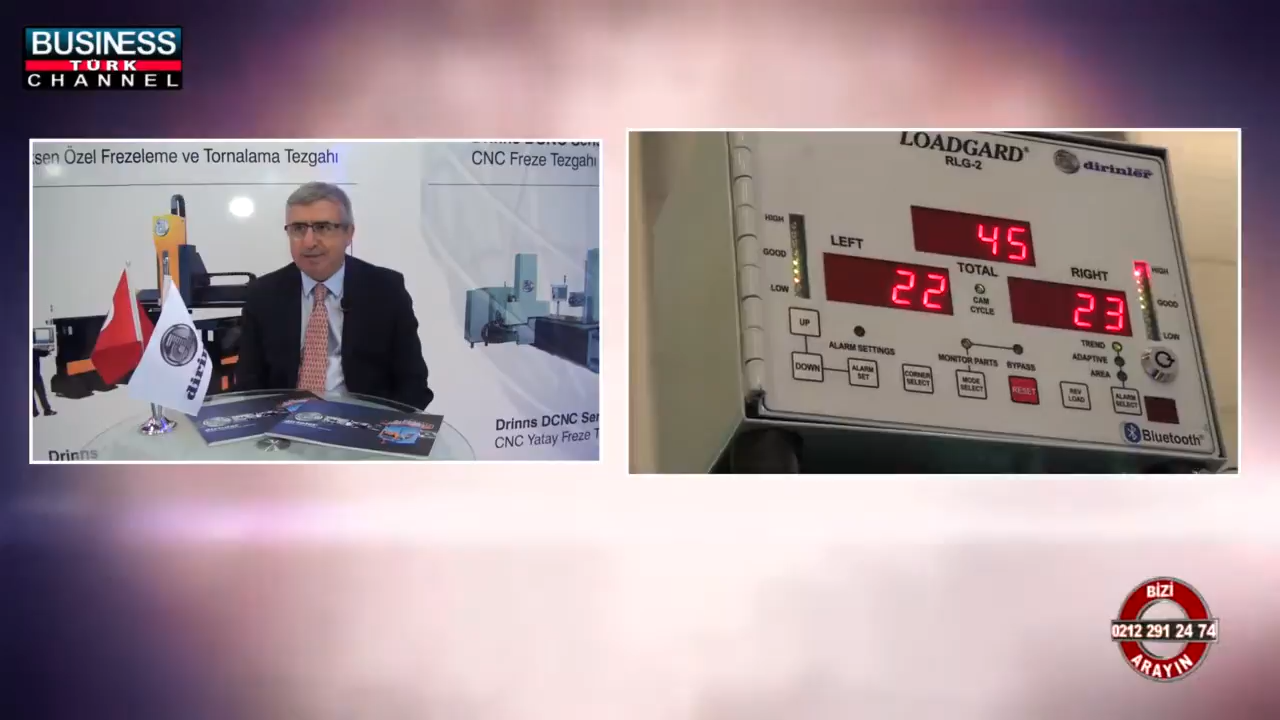 BUSINESS
TÜRK
CHANNEL
ksen Özel Frezeleme ve Tornalama Tezgahı
CNC Freze Tezgahı
dirinler
Drinns DCNC Ser
CNC Yatay Freze T
Drinns
LOADGARD®
RLG-2
dirinler
HIGH
GOOD
LOW
LEFT
45
TOTAL
RIGHT
22
23
CAM
CYCLE
HIGH
GOOD
LOW
UP
DOWN
ALARM SETTINGS
ALARM
SET
CORNER
SELECT
MONITOR PARTS
MODE
SELECT
BYPASS
RESET
TREND
ADAPTIVE
AREA
REV
LOAD
ALARM
SELECT
Bluetooth®
BİZİ
0212 291 24 74
ARAYIN